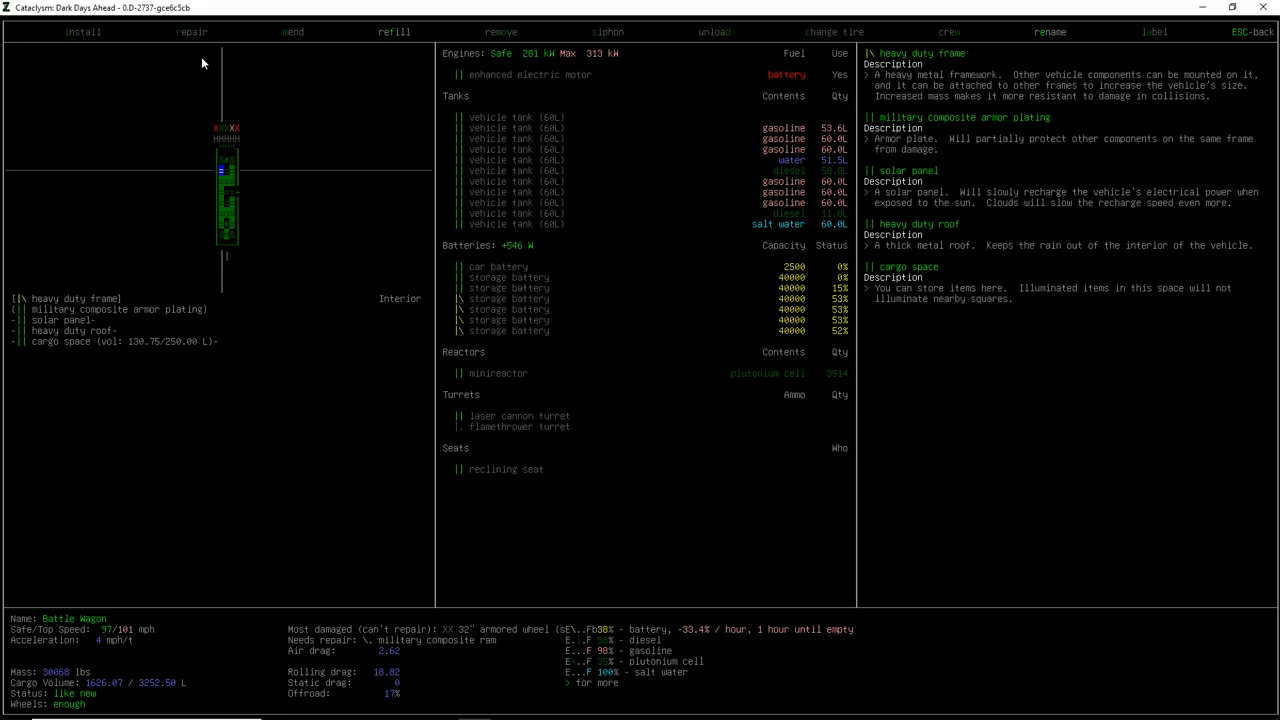 Cataclysm: Dark Days Ahead - 0.D-2737-gce6c5cb
install repair mend refill remove siphon unload change tire crew rename label ESC-back
Engines: Safe 281 kW Max 313 kW Fuel Use
|| enhanced electric motor battery Yes
Tanks Contents Qty
|| vehicle tank (60L)
|| vehicle tank (60L) gasoline 53.6L
|| vehicle tank (60L) gasoline 60.0L
|| vehicle tank (60L) gasoline 60.0L
|| vehicle tank (60L) water 51.5L
|| vehicle tank (60L) diesel
|| vehicle tank (60L) gasoline 60.0L
|| vehicle tank (60L) gasoline 60.0L
|| vehicle tank (60L) gasoline 60.0L
|| vehicle tank (60L) diesel
|| vehicle tank (60L) salt water 60.0L
Batteries: +546 W Capacity Status
|| car battery 2500 0%
|| storage battery 40000 0%
|| storage battery 40000 15%
|\ storage battery 40000 53%
|\ storage battery 40000 53%
|\ storage battery 40000 53%
|\ storage battery 40000 52%
Reactors Contents Qty
|| minireactor plutonium cell 3514
Turrets Ammo Qty
|| laser cannon turret
|. flamethrower turret
Seats Who
|| reclining seat
[|\ heavy duty frame] Interior
(|| military composite armor plating)
-|| solar panel-
-|| heavy duty roof-
-|| cargo space (vol: 130.75/250.00 L)-
|\ heavy duty frame
Description
> A heavy metal framework. Other vehicle components can be mounted on it,
and it can be attached to other frames to increase the vehicle's size.
Increased mass makes it more resistant to damage in collisions.
|| military composite armor plating
Description
> Armor plate. Will partially protect other components on the same frame
from damage.
|| solar panel
Description
> A solar panel. Will slowly recharge the vehicle's electrical power when
exposed to the sun. Clouds will slow the recharge speed even more.
|| heavy duty roof
Description
> A thick metal roof. Keeps the rain out of the interior of the vehicle.
|| cargo space
Description
> You can store items here. Illuminated items in this space will not
illuminate nearby squares.
Name: Battle Wagon
Safe/Top Speed: 97/101 mph
Acceleration: 4 mph/t
Mass: 30068 lbs
Cargo Volume: 1626.07 / 3252.50 L
Status: like new
Wheels: enough
Most damaged (can't repair): XX 32" armored wheel (s
Needs repair: \. military composite ram
Air drag: 2.62
Rolling drag: 18.82
Static drag: 0
Offroad: 17%
E\..Fb38% - battery, -33.4% / hour, 1 hour until empty
E.|.F 58% - diesel
E...F 98% - gasoline
E\..F 35% - plutonium cell
E...F 100% - salt water
> for more